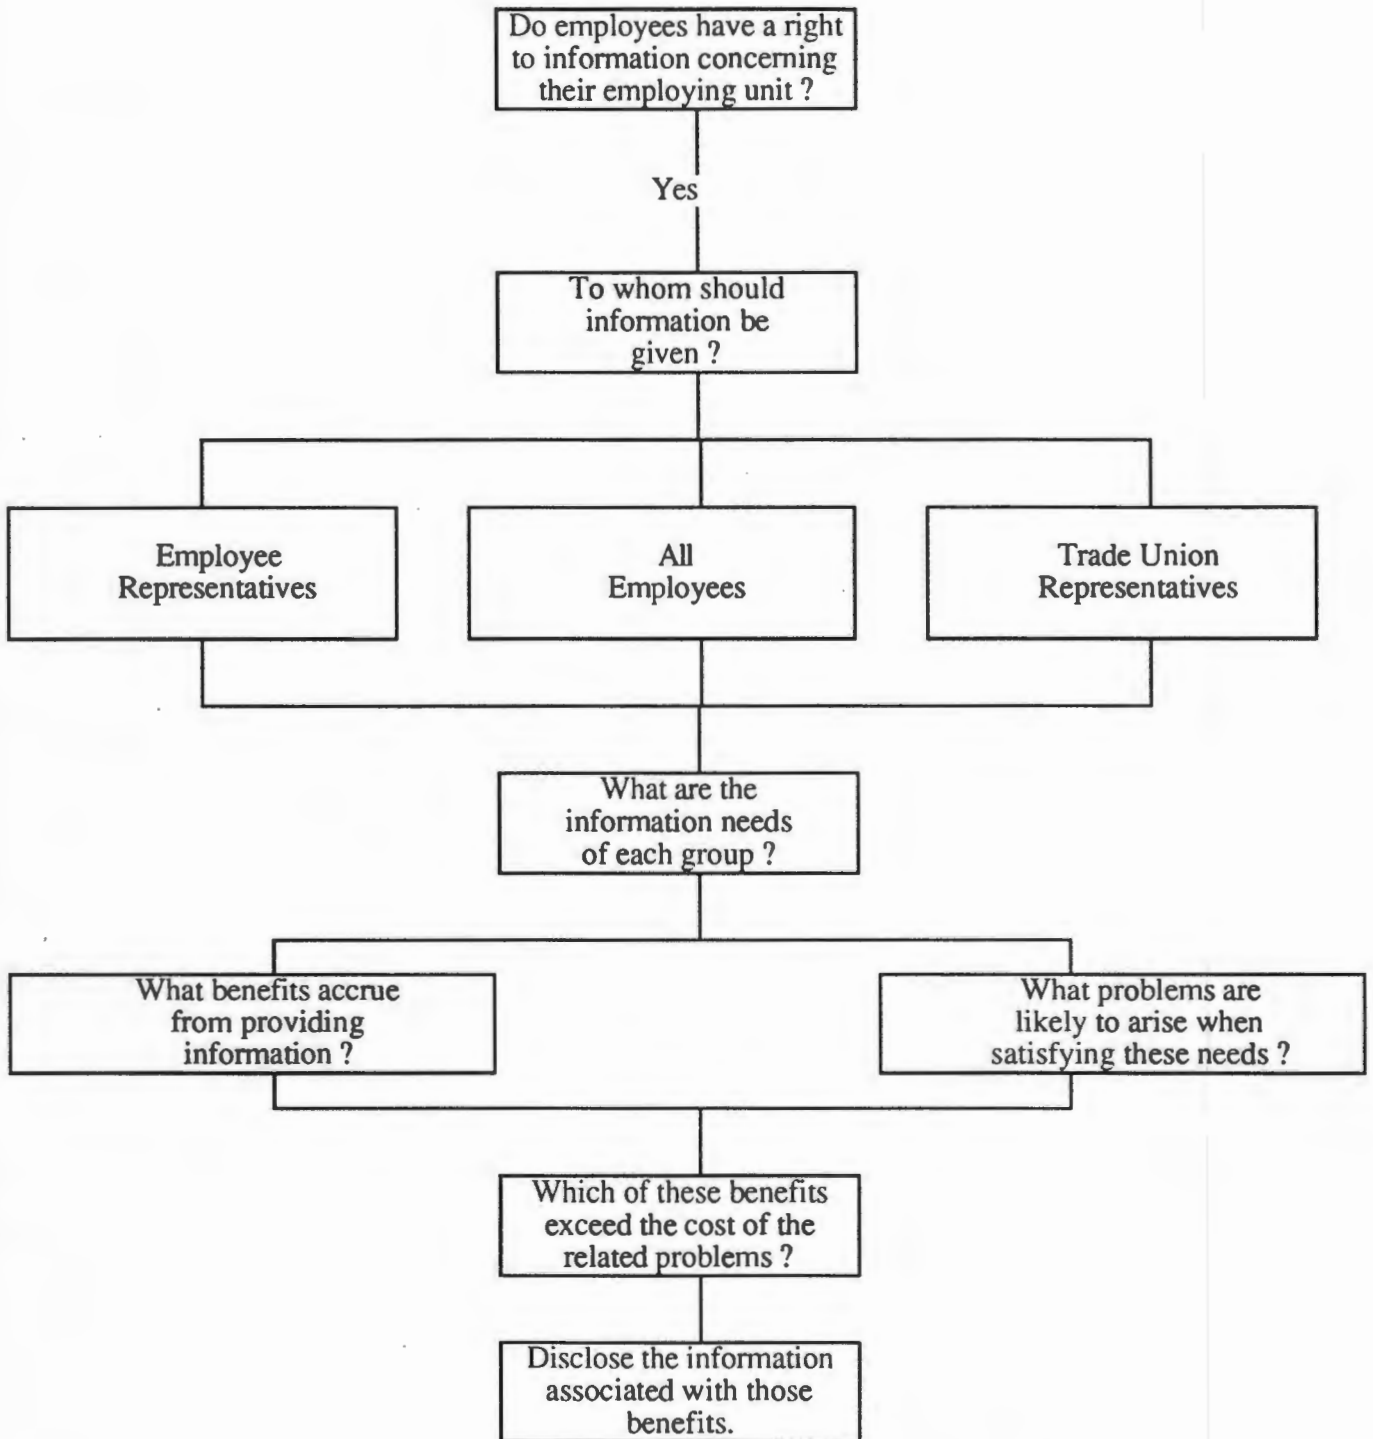 Do employees have a right
to information concerning
their employing unit ?
Yes
To whom should
information be
given ?
Employee
Representatives
All
Employees
Trade Union
Representatives
What are the
information needs
of each group ?
What benefits accrue
from providing
information ?
What problems are
likely to arise when
satisfying these needs ?
Which of these benefits
exceed the cost of the
related problems ?
Disclose the information
associated with those
benefits.